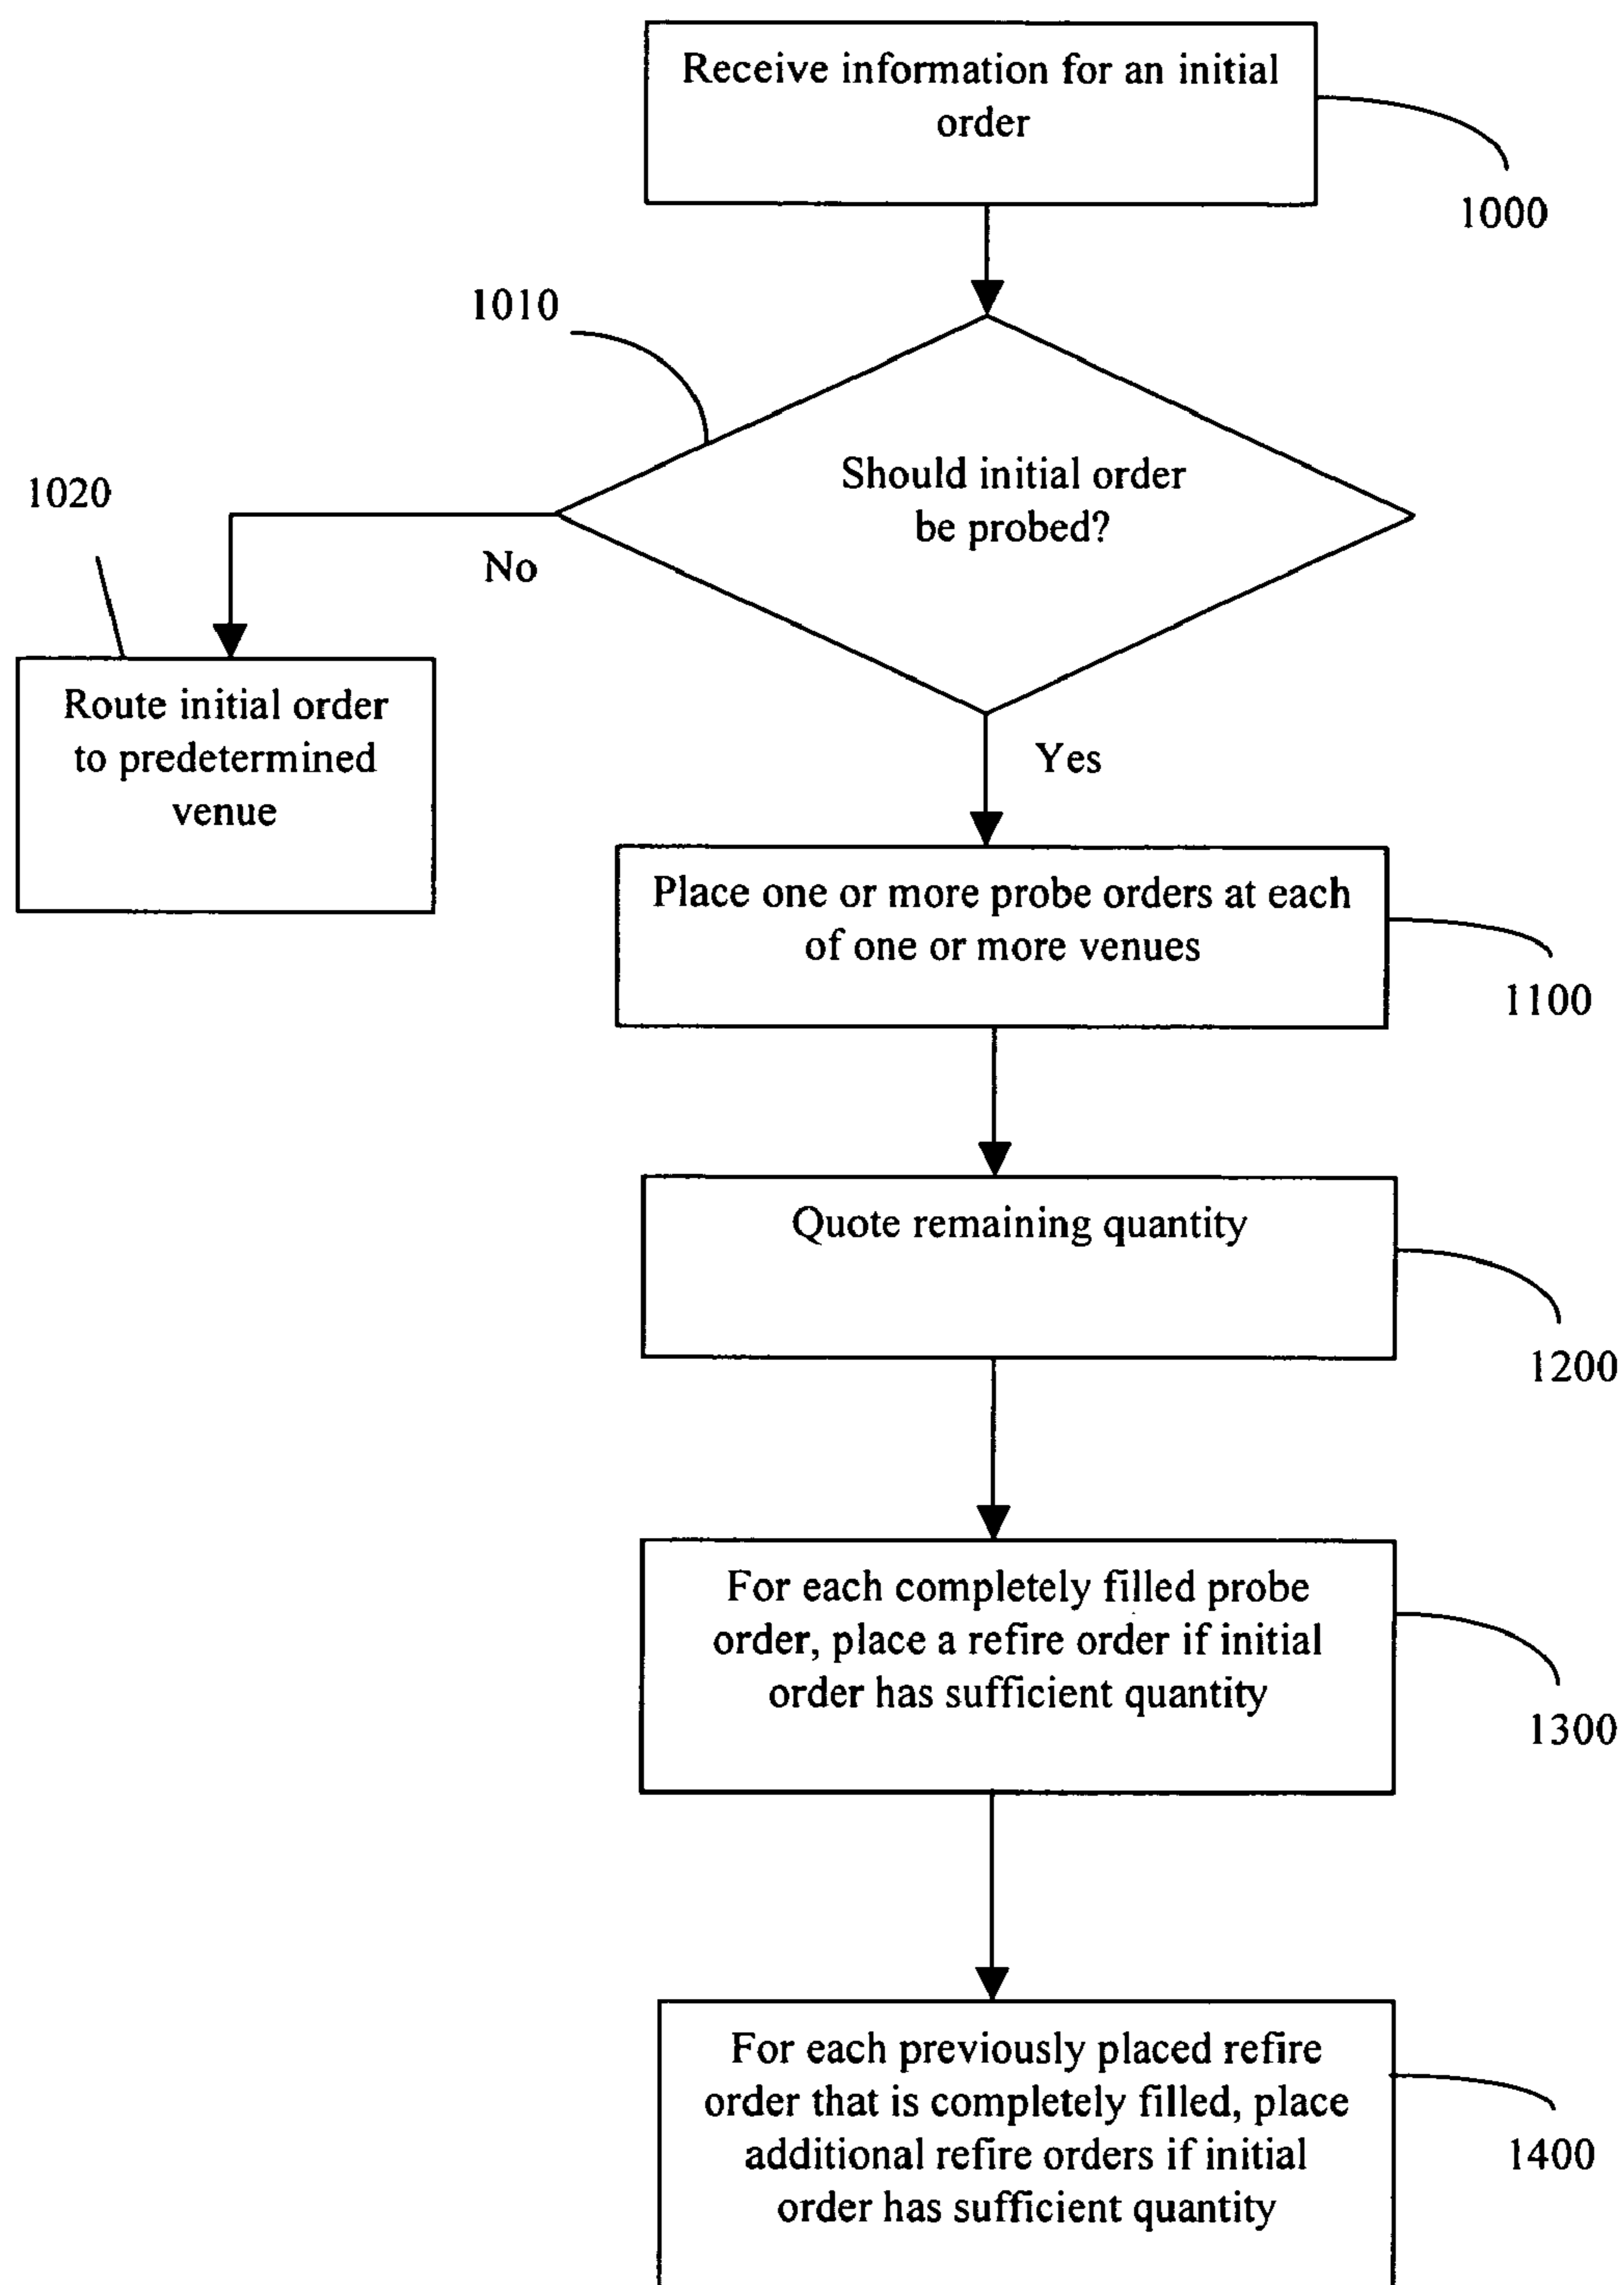 Receive information for an initial
order
1000
1010
Should initial order
be probed?
1020
No
Route initial order
to predetermined
venue
Yes
Place one or more probe orders at each
of one or more venues
1100
Quote remaining quantity
1200
For each completely filled probe
order, place a refire order if initial
order has sufficient quantity
1300
For each previously placed refire
order that is completely filled, place
additional refire orders if initial
order has sufficient quantity
1400